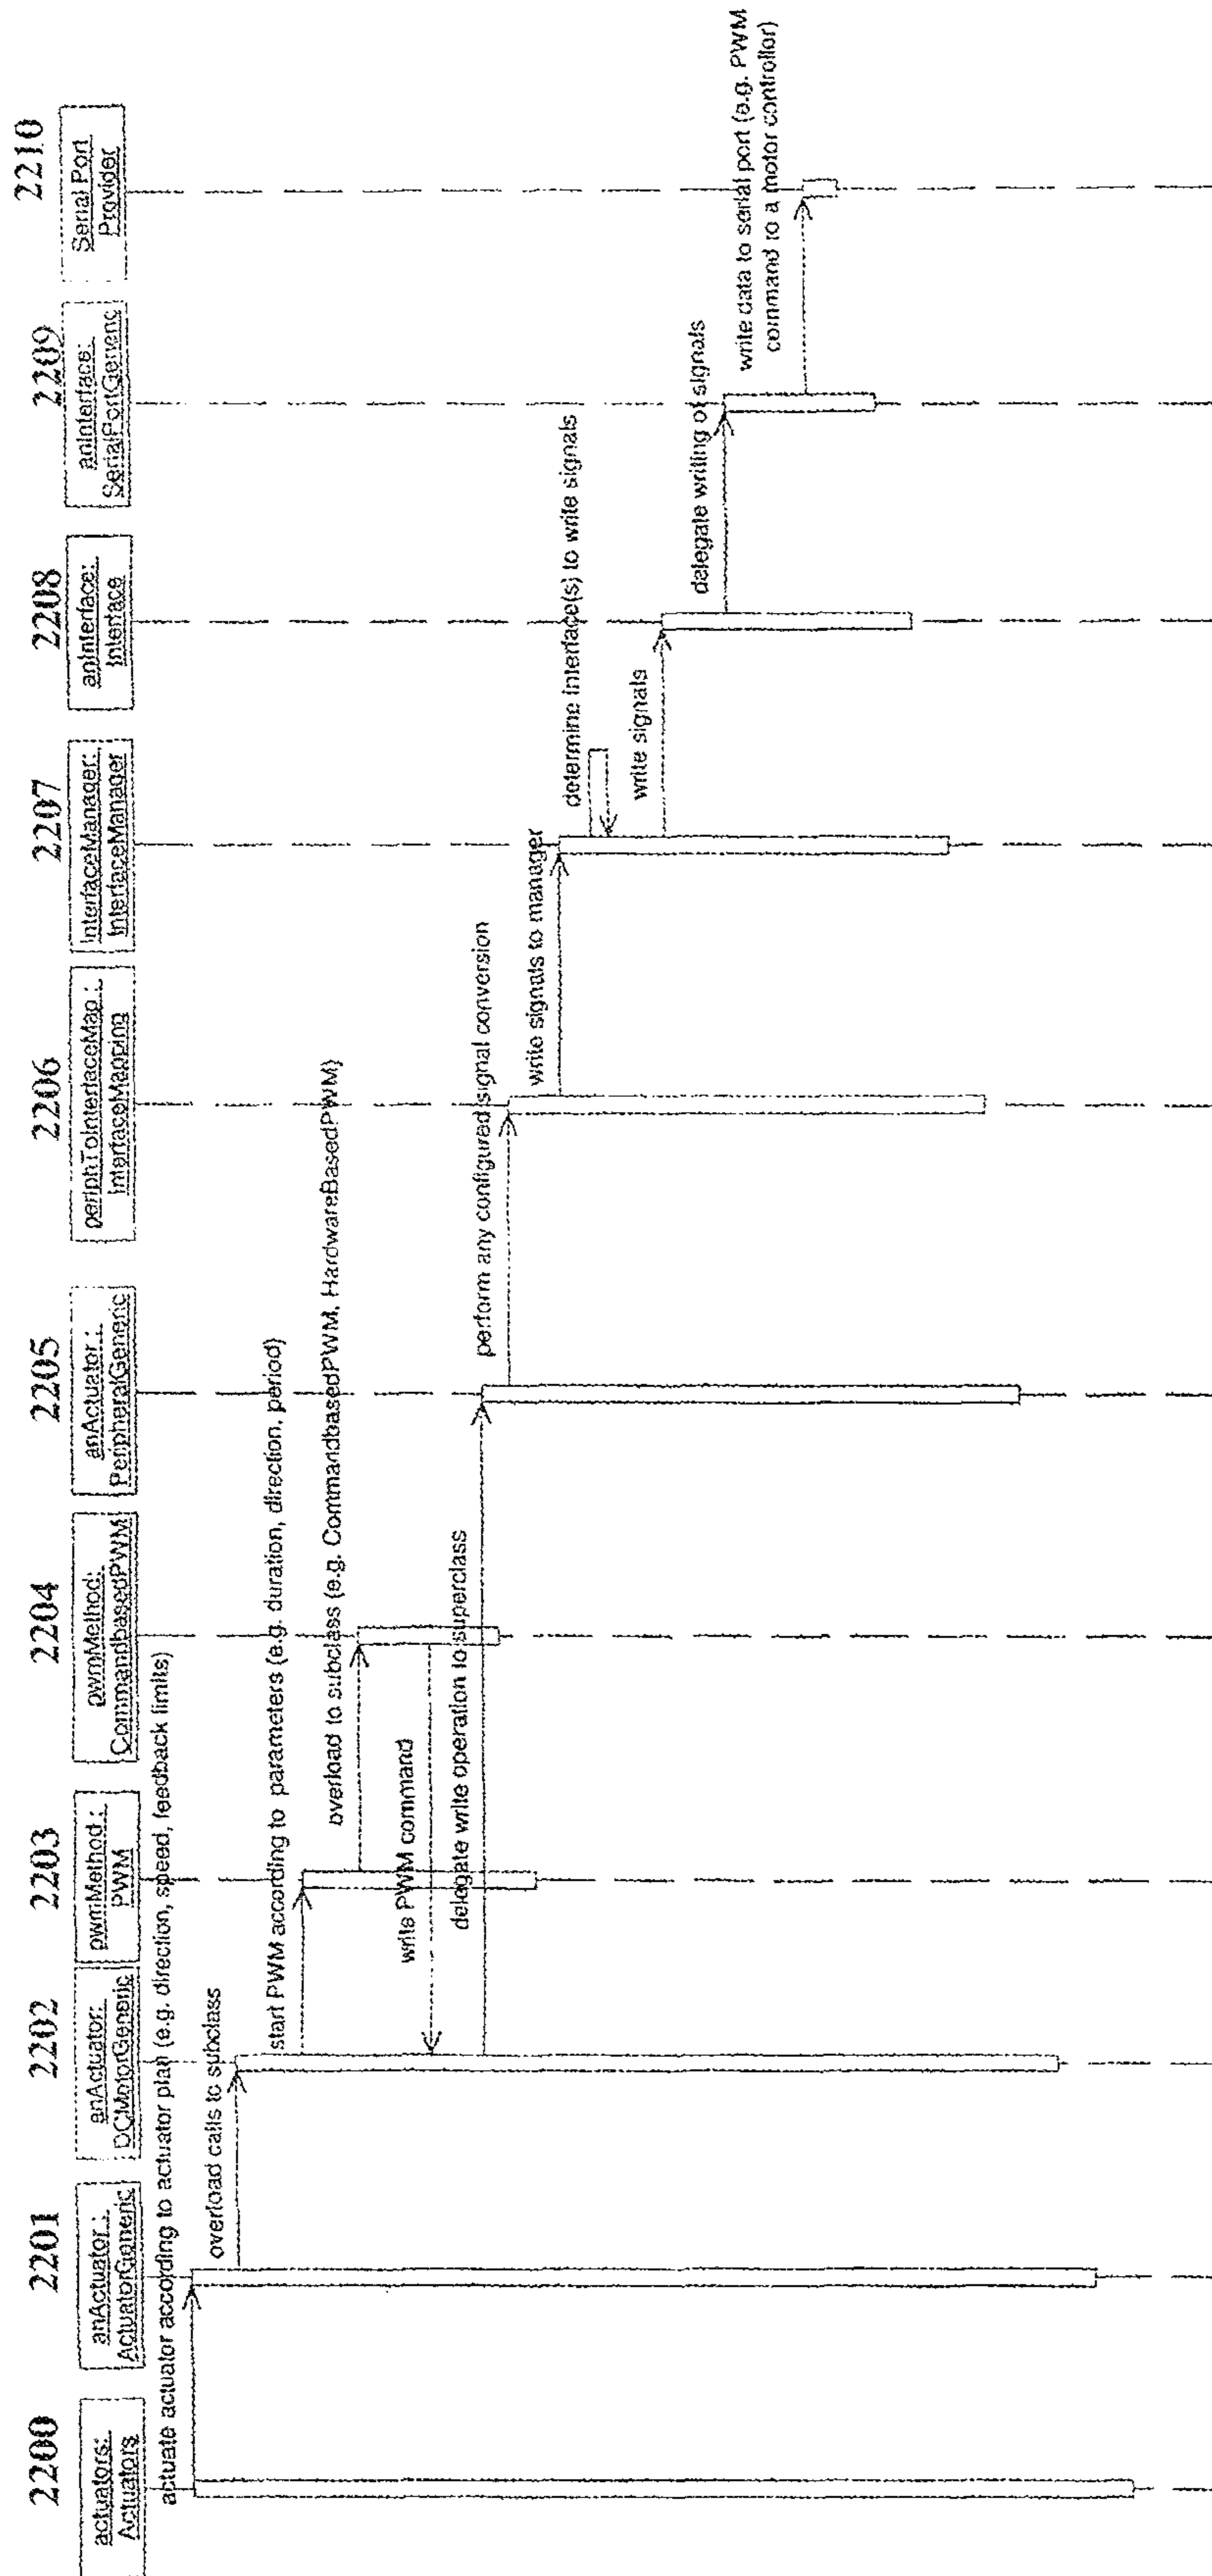 2200
actuators:
Actuators
2201
anActuator :
ActuatorGeneric
2202
anActuator:
DCMotorGeneric
2203
pwmMethod :
PWM
2204
pwmMethod:
CommandbasedPWM
2205
anActuator :
PeripheralGeneric
2206
periphToInterfaceMap :
InterfaceMapping
2207
InterfaceManager:
InterfaceManager
2208
anInterface:
Interface
2209
anInterface:
SerialPortGeneric
2210
Serial Port
Provider
actuate actuator according to actuator plan (e.g. direction, speed, feedback limits)
overload calls to subclass
start PWM according to parameters (e.g. duration, direction, period)
overload to subclass (e.g. CommandbasedPWM, HardwareBasedPWM)
write PWM command
delegate write operation to superclass
perform any configured signal conversion
write signals to manager
determine interface(s) to write signals
write signals
delegate writing of signals
write data to serial port (e.g. PWM
command to a motor controller)